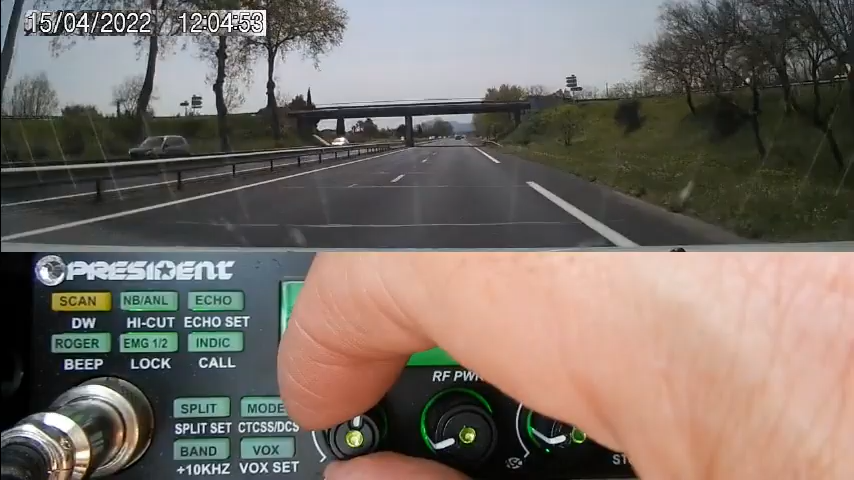 15/04/2022 12:04:53
PRESIDENT
SCAN NB/ANL ECHO
DW HI-CUT ECHO SET
ROGER EMG 1/2 INDIC
BEEP LOCK CALL
RF PWR
SPLIT MODE
SPLIT SET CTCSS/DCS
BAND VOX
+10KHZ VOX SET